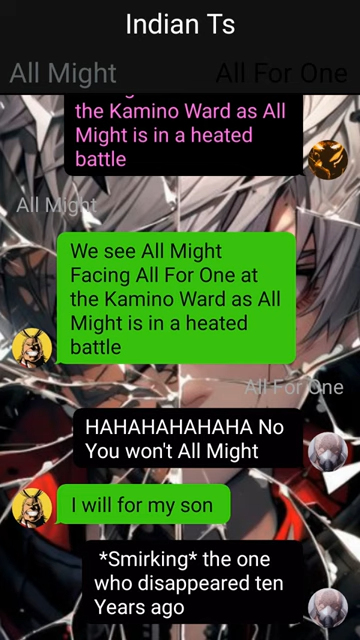 Indian Ts
All Might
All For One
the Kamino Ward as All
Might is in a heated
battle
All Might
We see All Might
Facing All For One at
the Kamino Ward as All
Might is in a heated
battle
All For One
HAHAHAHAHAHA No
You won't All Might
I will for my son
*Smirking* the one
who disappeared ten
Years ago